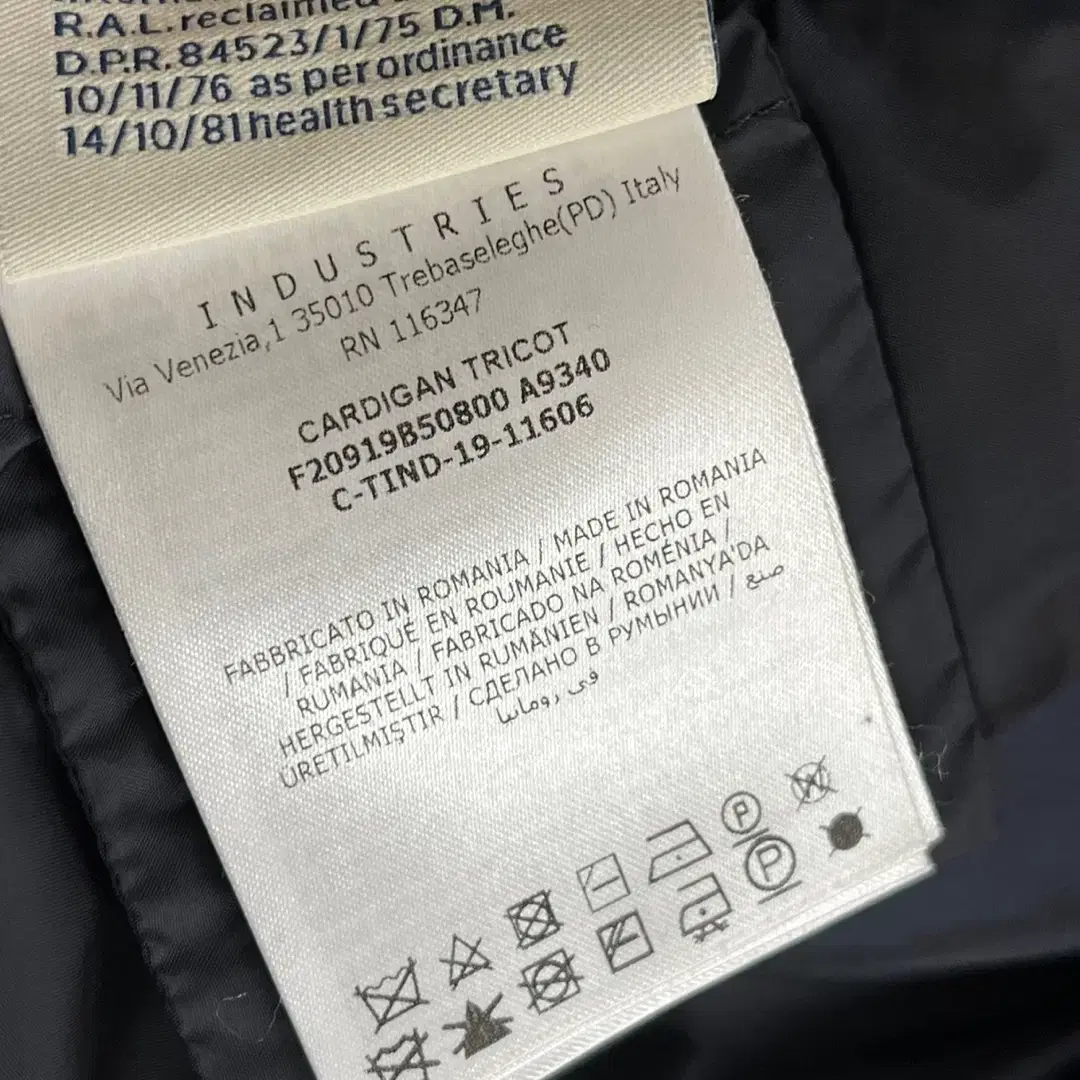 R.A.L.reclaimed
D.P.R.84523/1/75 D.M.
10/11/76 as per ordinance
14/10/81health secretary
INDUSTRIES
Via Venezia,1 35010 Trebaseleghe(PD) Italy
RN 116347
CARDIGAN TRICOT
F20919B50800 A9340
C-TIND-19-11606
FABBRICATO IN ROMANIA / MADE IN ROMANIA
/ FABRIQUÉ EN ROUMANIE / HECHO EN
RUMANIA / FABRICADO NA ROMÉNIA /
HERGESTELLT IN RUMÄNIEN / ROMANYA'DA
ÜRETILMIŞTIR / СДЕЛАНО В РУМЫНИИ / صنع
في رومانيا
P
W
P